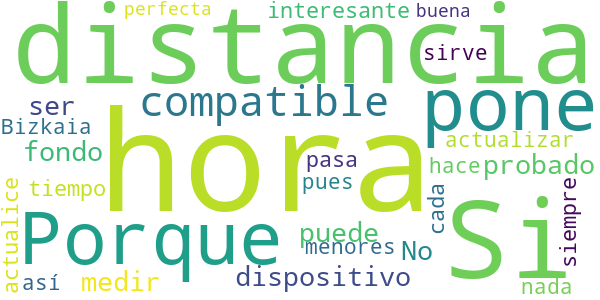 perfecta
interesante
buena
distancia
sirve
ser
compatible
pone
Bizkaia
hora
actualizar
fondo
pasa
hace
probado
tiempo
pues
cada
siempre
actualice
Porque
puede
menores
No
Si
así
medir
dispositivo
nada